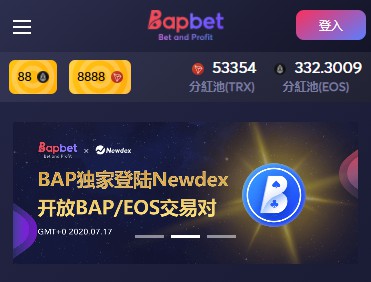 Bapbet
Bet and Profit
登入
88
8888
53354
332.3009
分紅池(TRX)
分紅池(EOS)
Bapbet × Newdex
Bet and Profit
BAP独家登陆Newdex
开放BAP/EOS交易对
GMT+0 2020.07.17